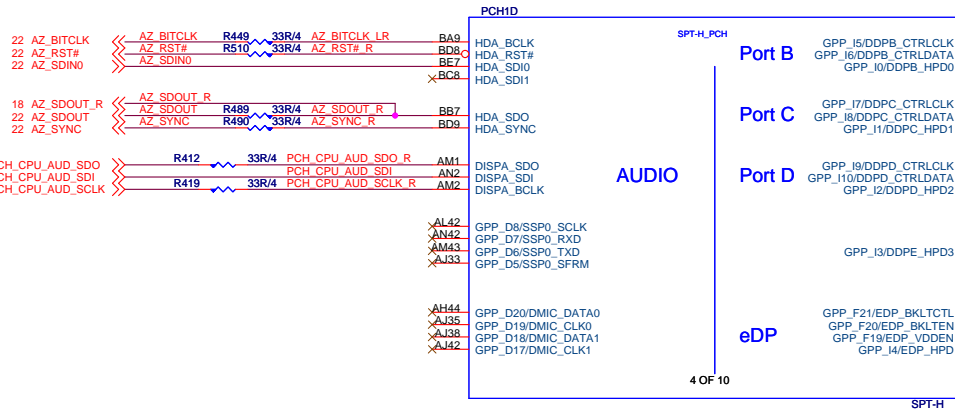 PCH1D
SPT-H_PCH
22 AZ_BITCLK AZ_BITCLK R449 33R/4 AZ_BITCLK_LR BA9 HDA_BCLK
22 AZ_RST# AZ_RST# R510 33R/4 AZ_RST#_R BD8 HDA_RST#
22 AZ_SDIN0 AZ_SDIN0 BE7 HDA_SDI0
BC8 HDA_SDI1
18 AZ_SDOUT_R AZ_SDOUT_R
22 AZ_SDOUT AZ_SDOUT R489 33R/4 AZ_SDOUT_R BB7 HDA_SDO
22 AZ_SYNC AZ_SYNC R490 33R/4 AZ_SYNC_R BD9 HDA_SYNC
PCH_CPU_AUD_SDO R412 33R/4 PCH_CPU_AUD_SDO_R AM1 DISPA_SDO
PCH_CPU_AUD_SDI PCH_CPU_AUD_SDI AN2 DISPA_SDI
PCH_CPU_AUD_SCLK R419 33R/4 PCH_CPU_AUD_SCLK_R AM2 DISPA_BCLK
AL42 GPP_D8/SSP0_SCLK
AN42 GPP_D7/SSP0_RXD
AM43 GPP_D6/SSP0_TXD
AJ33 GPP_D5/SSP0_SFRM
AH44 GPP_D20/DMIC_DATA0
AJ35 GPP_D19/DMIC_CLK0
AJ38 GPP_D18/DMIC_DATA1
AJ42 GPP_D17/DMIC_CLK1
AUDIO
Port B
GPP_I5/DDPB_CTRLCLK
GPP_I6/DDPB_CTRLDATA
GPP_I0/DDPB_HPD0
Port C
GPP_I7/DDPC_CTRLCLK
GPP_I8/DDPC_CTRLDATA
GPP_I1/DDPC_HPD1
Port D
GPP_I9/DDPD_CTRLCLK
GPP_I10/DDPD_CTRLDATA
GPP_I2/DDPD_HPD2
GPP_I3/DDPE_HPD3
eDP
GPP_F21/EDP_BKLTCTL
GPP_F20/EDP_BKLTEN
GPP_F19/EDP_VDDEN
GPP_I4/EDP_HPD
4 OF 10
SPT-H